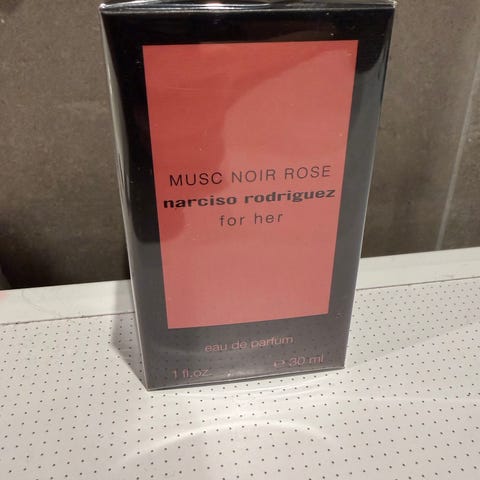 MUSC NOIR ROSE
narciso rodriguez
for her
eau de parfum
1 fl.oz. ℮ 30 ml